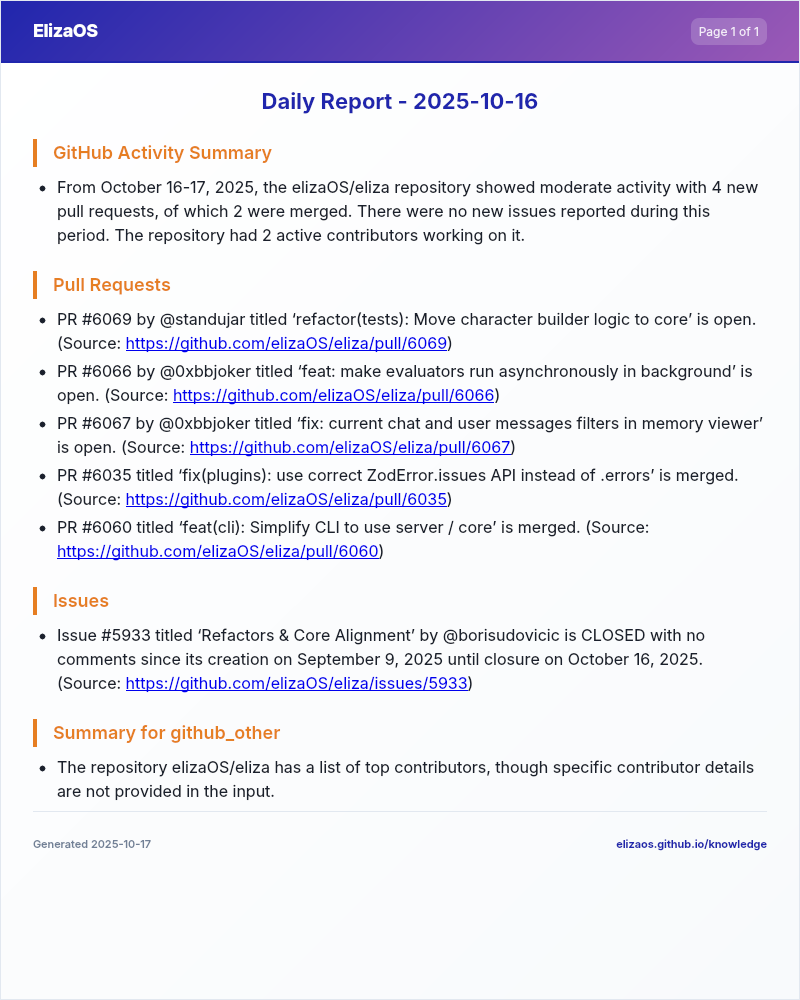 ElizaOS
Page 1 of 1
Daily Report - 2025-10-16
GitHub Activity Summary
• From October 16-17, 2025, the elizaOS/eliza repository showed moderate activity with 4 new
pull requests, of which 2 were merged. There were no new issues reported during this
period. The repository had 2 active contributors working on it.
Pull Requests
• PR #6069 by @standujar titled ‘refactor(tests): Move character builder logic to core’ is open.
(Source: https://github.com/elizaOS/eliza/pull/6069)
• PR #6066 by @0xbbjoker titled ‘feat: make evaluators run asynchronously in background’ is
open. (Source: https://github.com/elizaOS/eliza/pull/6066)
• PR #6067 by @0xbbjoker titled ‘fix: current chat and user messages filters in memory viewer’
is open. (Source: https://github.com/elizaOS/eliza/pull/6067)
• PR #6035 titled ‘fix(plugins): use correct ZodError.issues API instead of .errors’ is merged.
(Source: https://github.com/elizaOS/eliza/pull/6035)
• PR #6060 titled ‘feat(cli): Simplify CLI to use server / core’ is merged. (Source:
https://github.com/elizaOS/eliza/pull/6060)
Issues
• Issue #5933 titled ‘Refactors & Core Alignment’ by @borisudovicic is CLOSED with no
comments since its creation on September 9, 2025 until closure on October 16, 2025.
(Source: https://github.com/elizaOS/eliza/issues/5933)
Summary for github_other
• The repository elizaOS/eliza has a list of top contributors, though specific contributor details
are not provided in the input.
Generated 2025-10-17
elizaos.github.io/knowledge